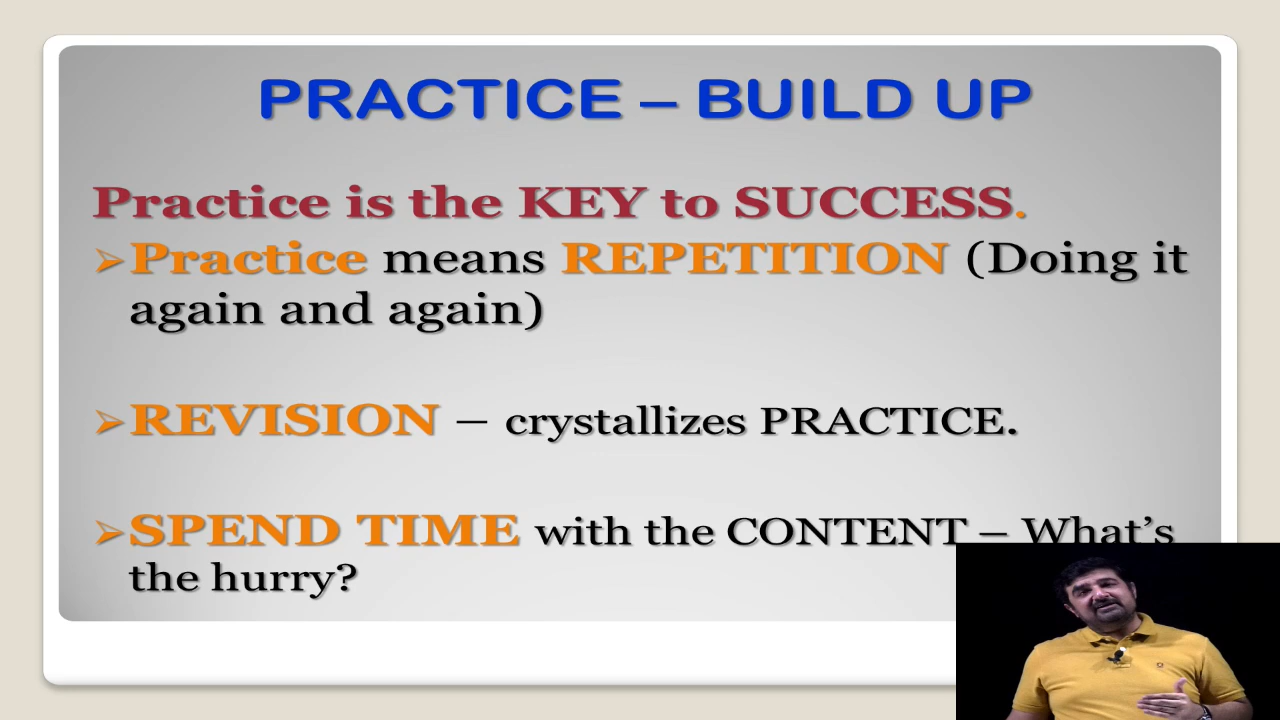 PRACTICE – BUILD UP
Practice is the KEY to SUCCESS.
➢Practice means REPETITION (Doing it
again and again)
➢REVISION – crystallizes PRACTICE.
➢SPEND TIME with the CONTENT – What’s
the hurry?